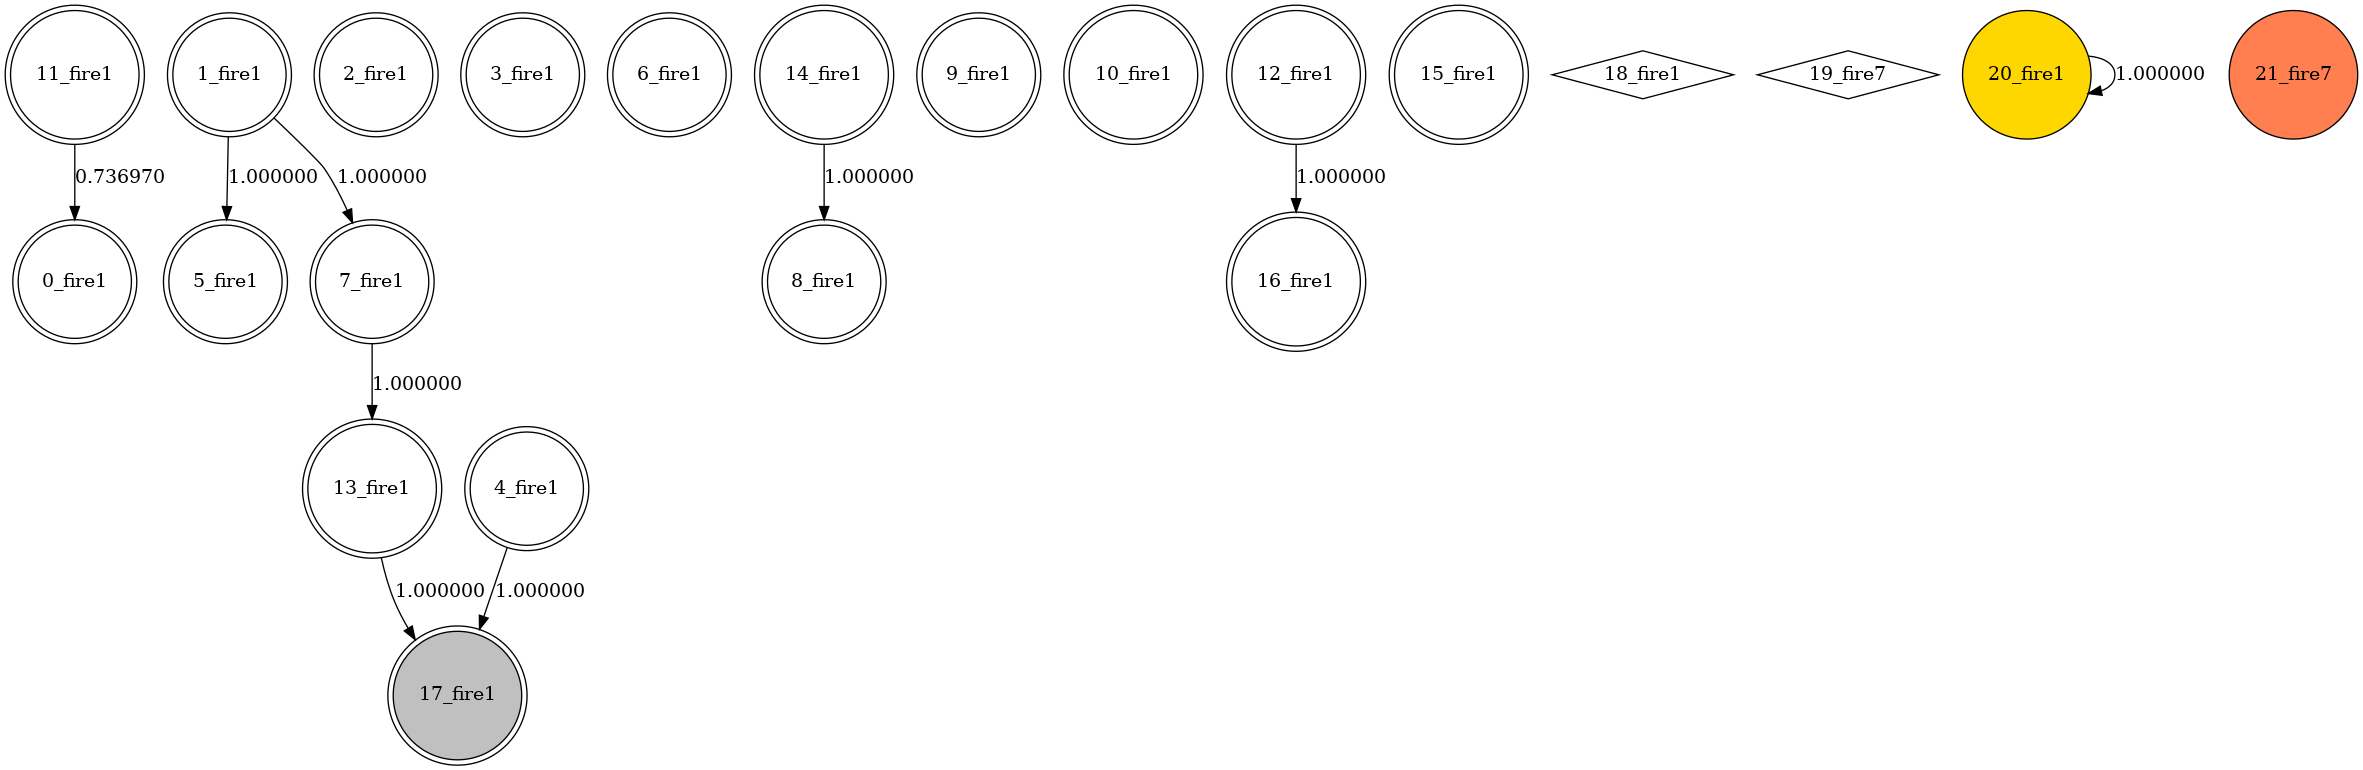 11_fire1
1_fire1
2_fire1
3_fire1
6_fire1
14_fire1
9_fire1
10_fire1
12_fire1
15_fire1
18_fire1
19_fire7
20_fire1
1.000000
21_fire7
0.736970
1.000000
1.000000
1.000000
1.000000
0_fire1
5_fire1
7_fire1
8_fire1
16_fire1
1.000000
13_fire1
4_fire1
1.000000
1.000000
17_fire1